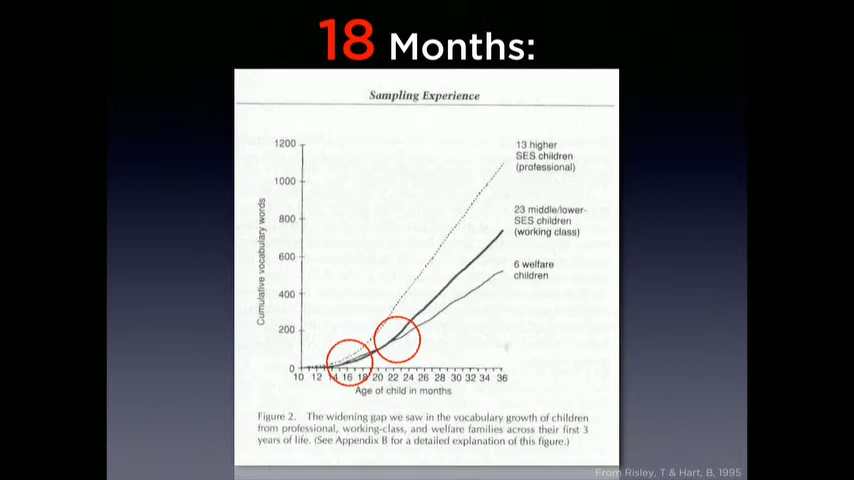 18 Months:
Sampling Experience
1200
1000
800
600
400
200
0
Cumulative vocabulary words
13 higher
SES children
(professional)
23 middle/lower-
SES children
(working class)
6 welfare
children
10 12 14 16 18 20 22 24 26 28 30 32 34 36
Age of child in months
Figure 2. The widening gap we saw in the vocabulary growth of children
from professional, working-class, and welfare families across their first 3
years of life. (See Appendix B for a detailed explanation of this figure.)
From Risley, T & Hart, B, 1995